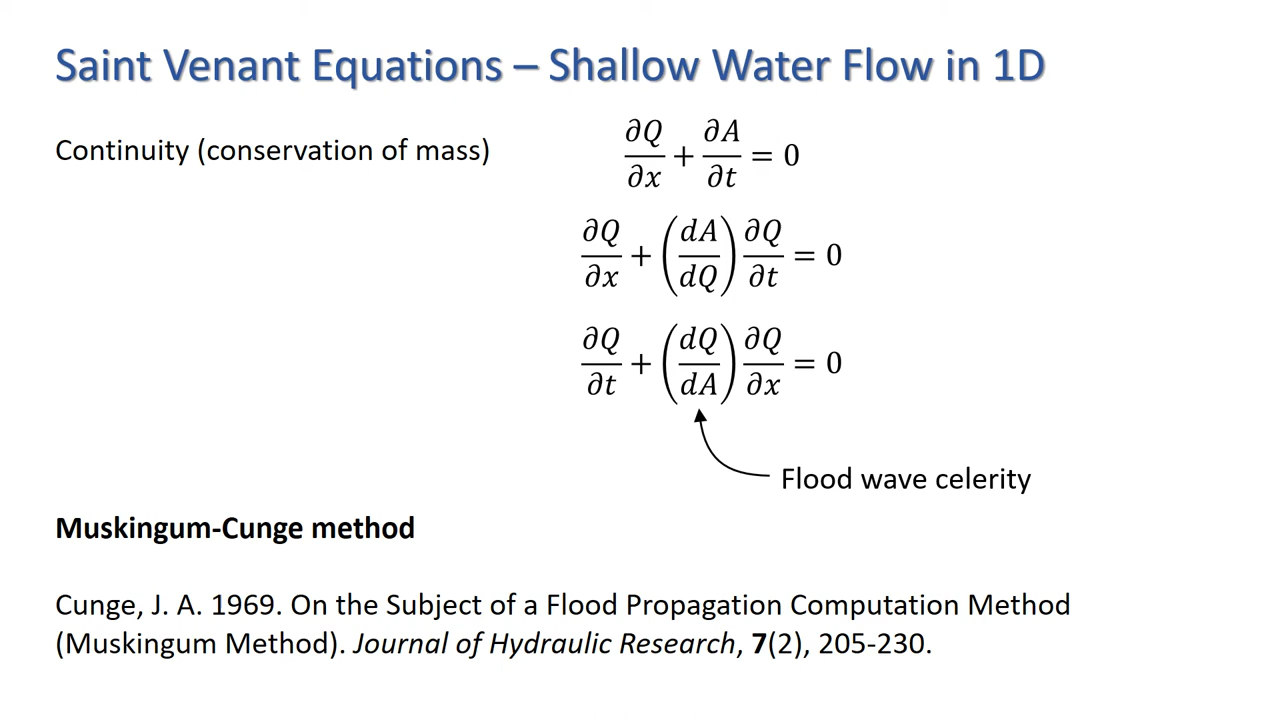 Saint Venant Equations – Shallow Water Flow in 1D
Continuity (conservation of mass)
∂Q/∂x + ∂A/∂t = 0
∂Q/∂x + (dA/dQ) ∂Q/∂t = 0
∂Q/∂t + (dQ/dA) ∂Q/∂x = 0
Flood wave celerity
Muskingum-Cunge method
Cunge, J. A. 1969. On the Subject of a Flood Propagation Computation Method
(Muskingum Method). Journal of Hydraulic Research, 7(2), 205-230.